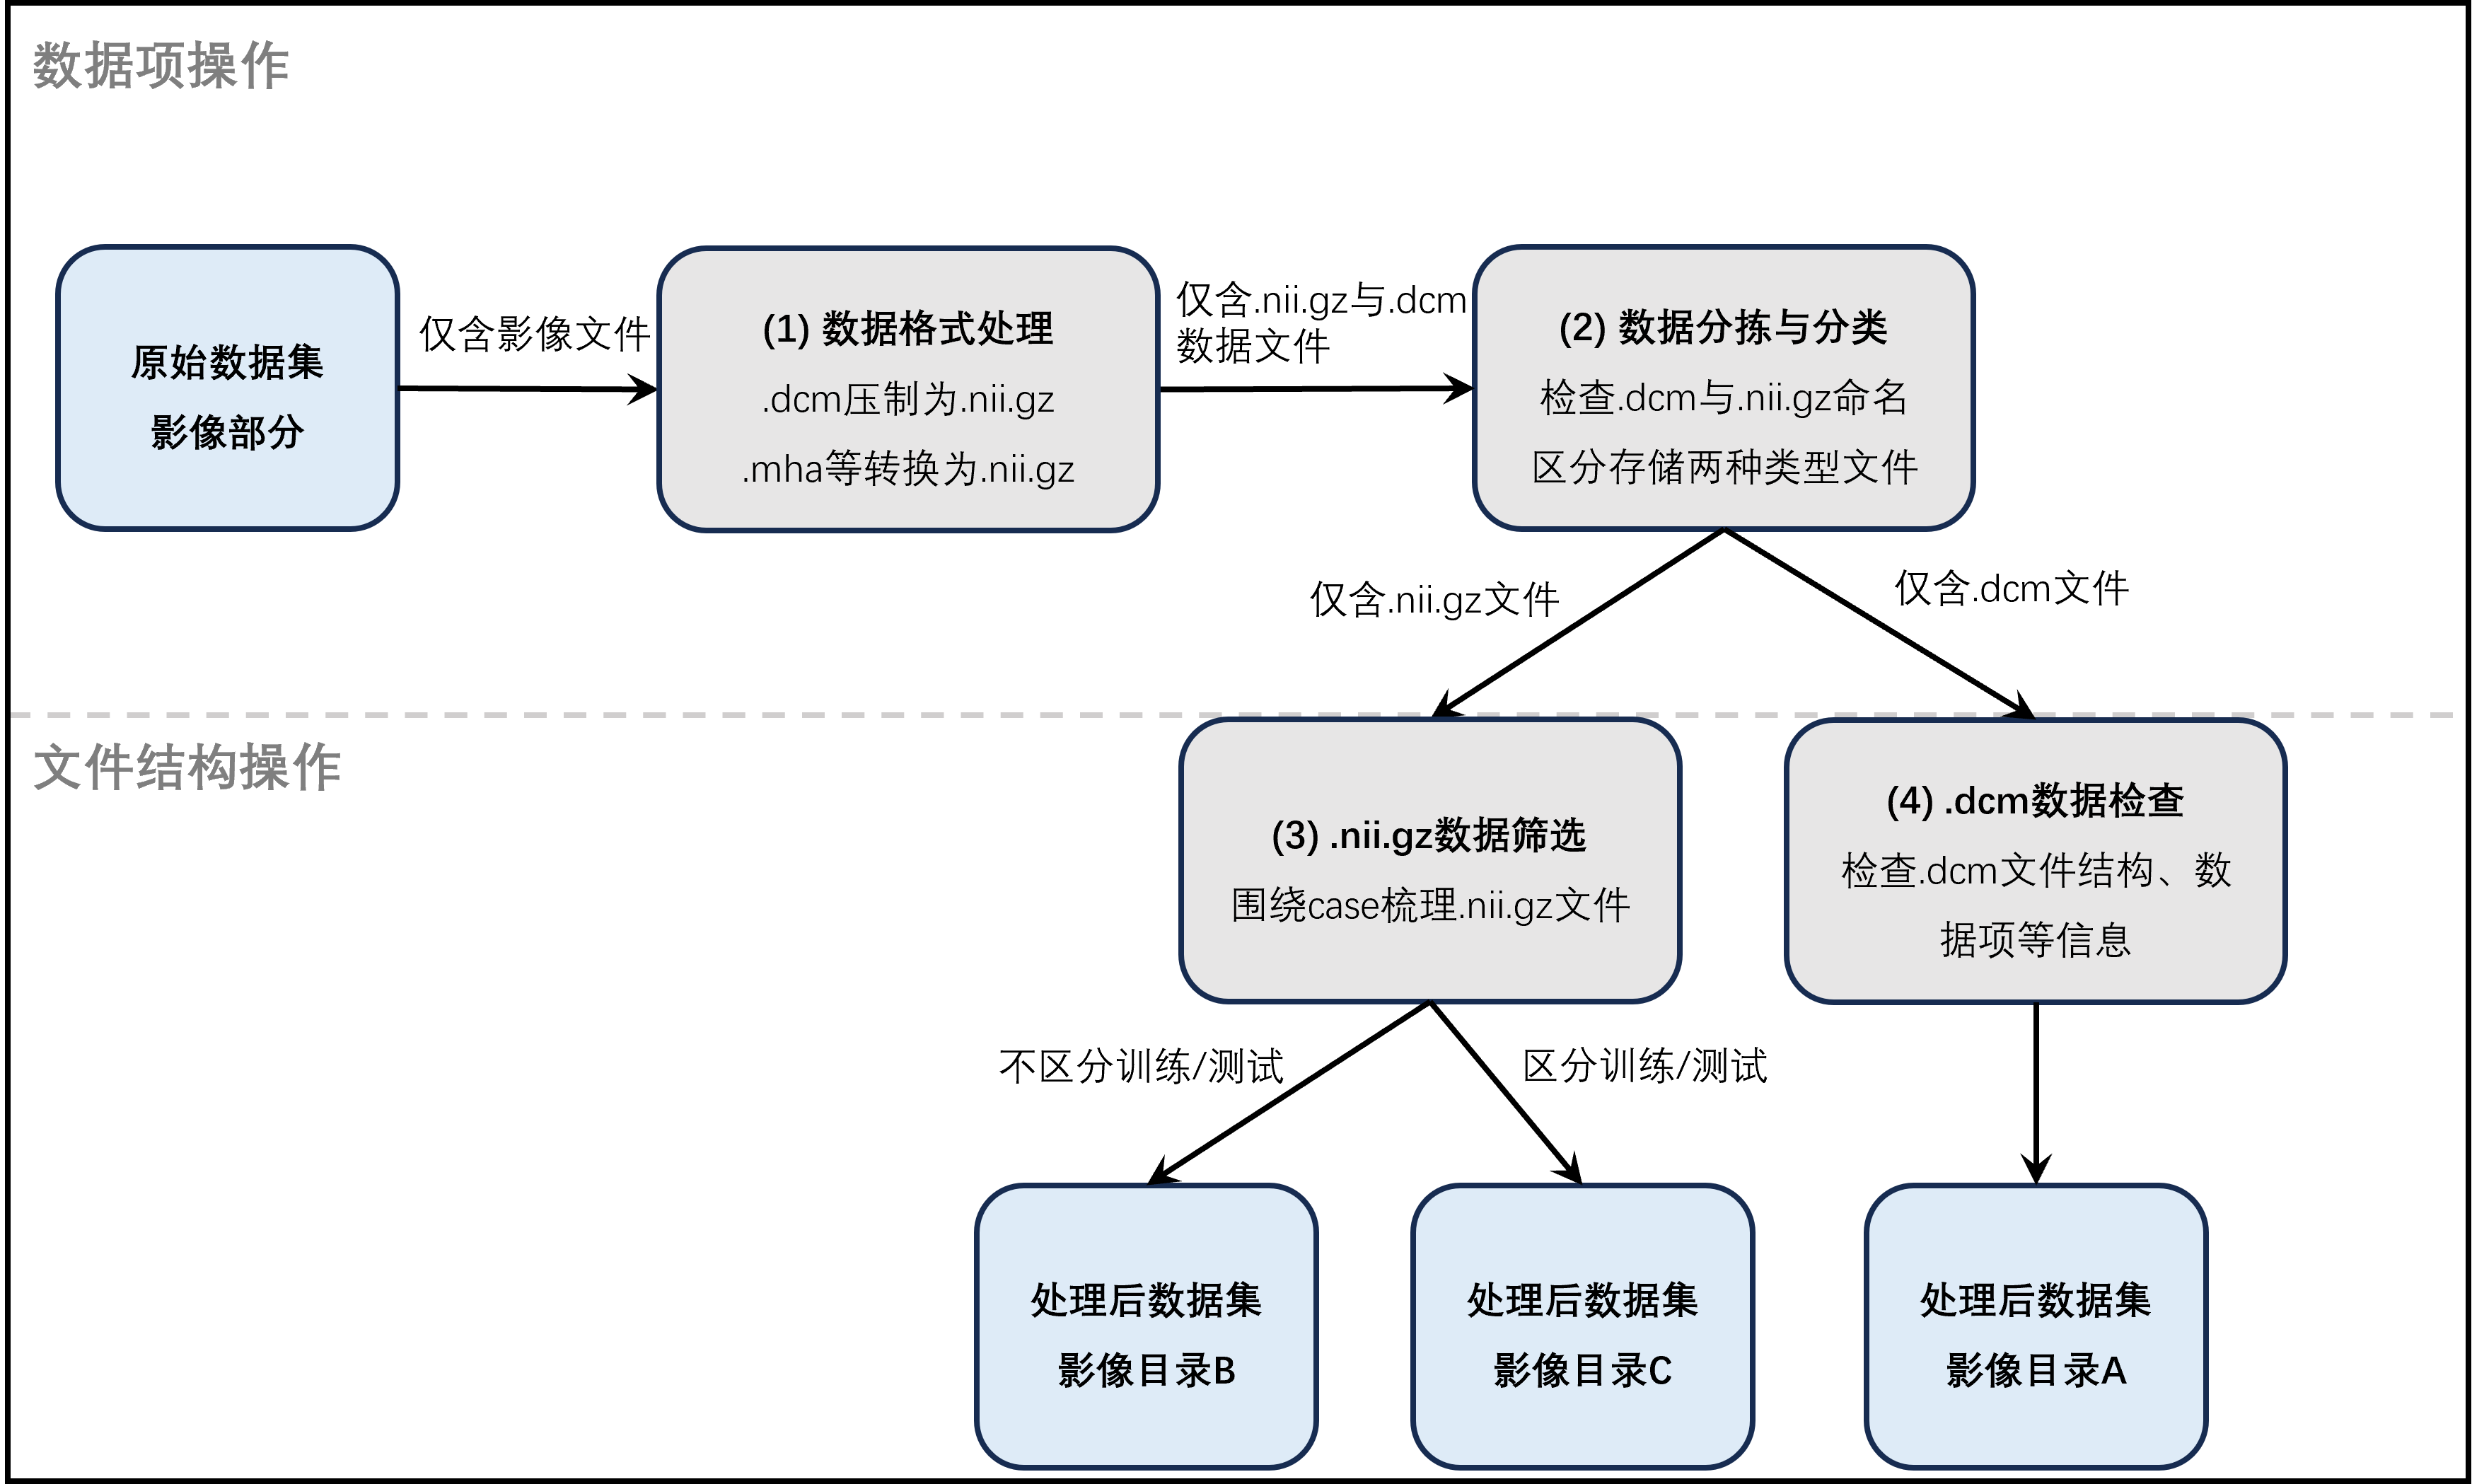 数据项操作
原始数据集
影像部分
仅含影像文件
(1) 数据格式处理
.dcm压制为.nii.gz
.mha等转换为.nii.gz
仅含.nii.gz与.dcm
数据文件
(2) 数据分拣与分类
检查.dcm与.nii.gz命名
区分存储两种类型文件
仅含.nii.gz文件
仅含.dcm文件
文件结构操作
(3) .nii.gz数据筛选
围绕case梳理.nii.gz文件
(4) .dcm数据检查
检查.dcm文件结构、数
据项等信息
不区分训练/测试
区分训练/测试
处理后数据集
影像目录B
处理后数据集
影像目录C
处理后数据集
影像目录A